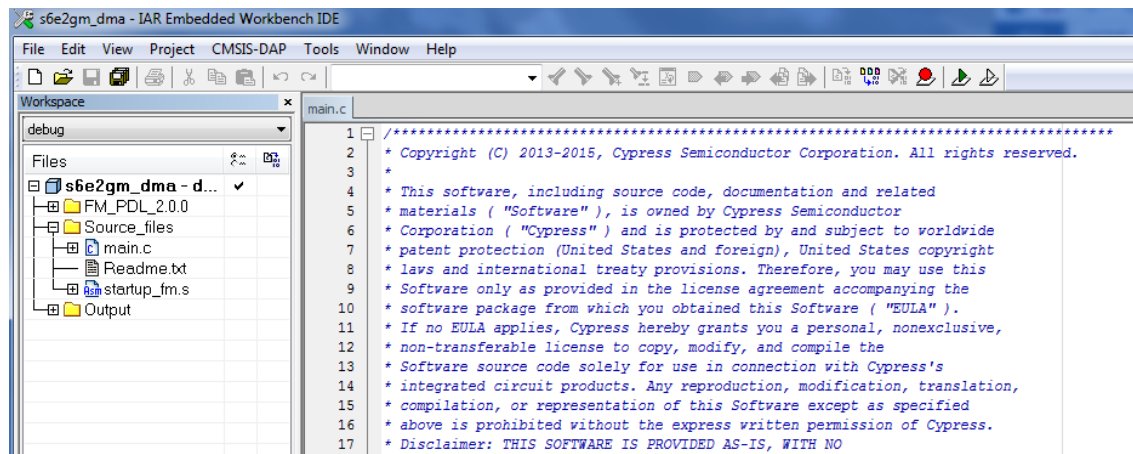 s6e2gm_dma - IAR Embedded Workbench IDE
File Edit View Project CMSIS-DAP Tools Window Help
Workspace
debug
Files
s6e2gm_dma - d...
FM_PDL_2.0.0
Source_files
main.c
Readme.txt
startup_fm.s
Output
main.c
1 /*************************************************************************************
2 * Copyright (C) 2013-2015, Cypress Semiconductor Corporation. All rights reserved.
3 *
4 * This software, including source code, documentation and related
5 * materials ( "Software" ), is owned by Cypress Semiconductor
6 * Corporation ( "Cypress" ) and is protected by and subject to worldwide
7 * patent protection (United States and foreign), United States copyright
8 * laws and international treaty provisions. Therefore, you may use this
9 * Software only as provided in the license agreement accompanying the
10 * software package from which you obtained this Software ( "EULA" ).
11 * If no EULA applies, Cypress hereby grants you a personal, nonexclusive,
12 * non-transferable license to copy, modify, and compile the
13 * Software source code solely for use in connection with Cypress's
14 * integrated circuit products. Any reproduction, modification, translation,
15 * compilation, or representation of this Software except as specified
16 * above is prohibited without the express written permission of Cypress.
17 * Disclaimer: THIS SOFTWARE IS PROVIDED AS-IS, WITH NO